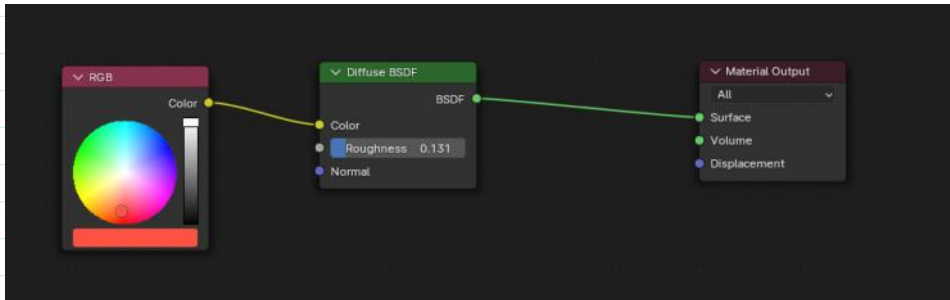 RGB
Color
Diffuse BSDF
BSDF
Color
Roughness 0.131
Normal
Material Output
All
Surface
Volume
Displacement